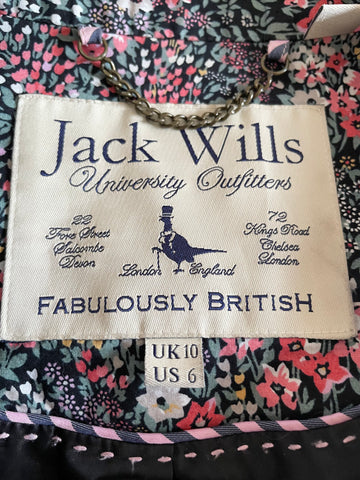 Jack Wills
University Outfitters
22
Fore Street
Salcombe
Devon
72
Kings Road
Chelsea
London
London England
FABULOUSLY BRITISH
UK 10
US 6